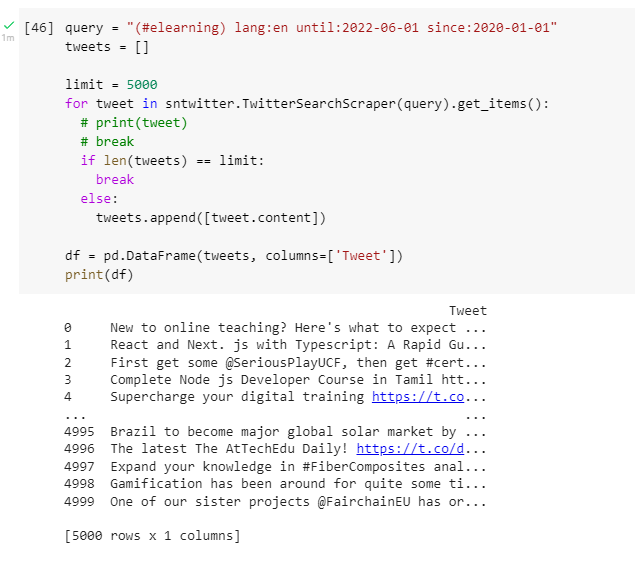 [46] query = "(#elearning) lang:en until:2022-06-01 since:2020-01-01"
1m
tweets = []
limit = 5000
for tweet in sntwitter.TwitterSearchScraper(query).get_items():
# print(tweet)
# break
if len(tweets) == limit:
break
else:
tweets.append([tweet.content])
df = pd.DataFrame(tweets, columns=['Tweet'])
print(df)
Tweet
0 New to online teaching? Here's what to expect ...
1 React and Next. js with Typescript: A Rapid Gu...
2 First get some @SeriousPlayUCF, then get #cert...
3 Complete Node js Developer Course in Tamil htt...
4 Supercharge your digital training https://t.co...
... ...
4995 Brazil to become major global solar market by ...
4996 The latest The AtTechEdu Daily! https://t.co/d...
4997 Expand your knowledge in #FiberComposites anal...
4998 Gamification has been around for quite some ti...
4999 One of our sister projects @FairchainEU has or...
[5000 rows x 1 columns]